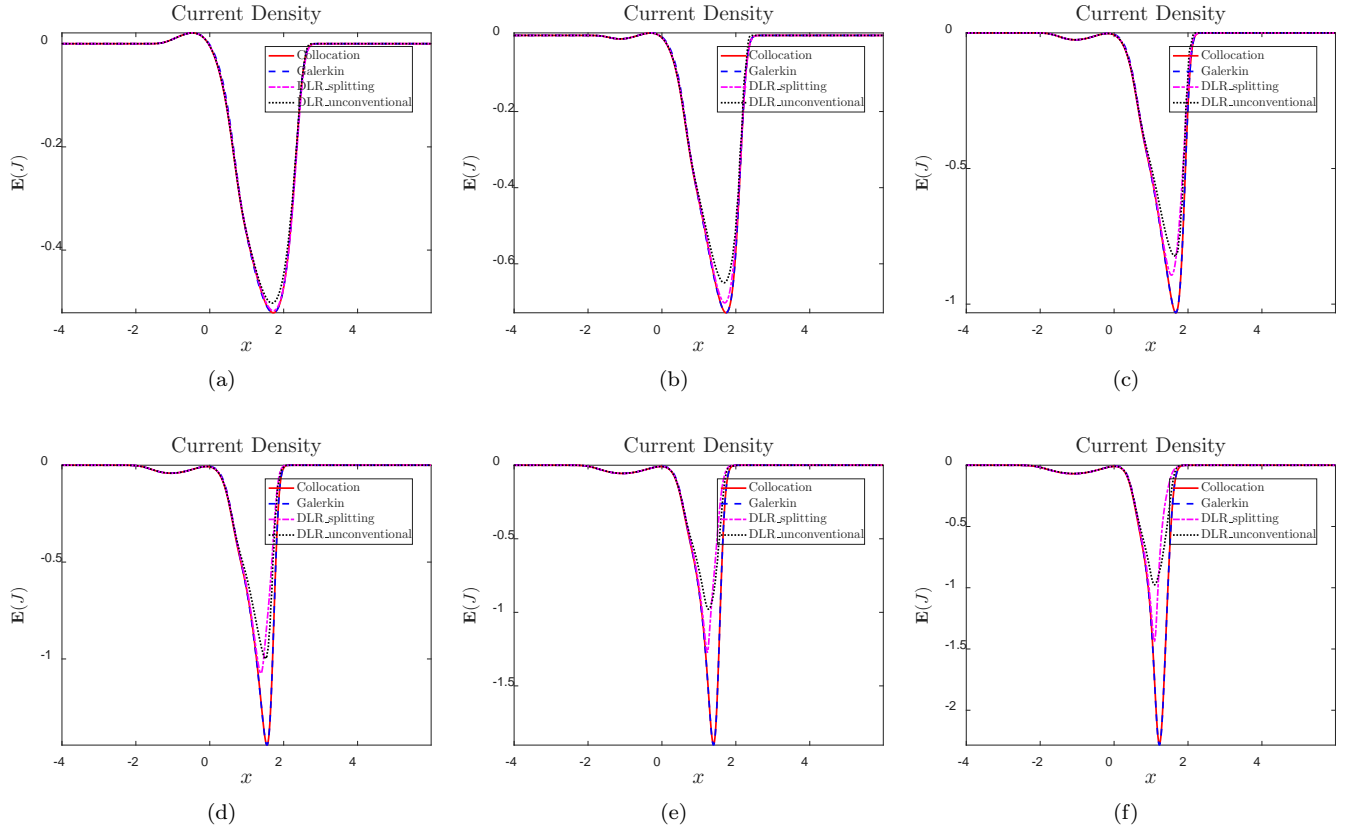 Current Density
0
-0.2
-0.4
E(J)
Collocation
Galerkin
DLR_splitting
DLR_unconventional
-4 -2 0 2 4
x
(a)
Current Density
0
-0.2
-0.4
-0.6
E(J)
Collocation
Galerkin
DLR_splitting
DLR_unconventional
-4 -2 0 2 4
x
(b)
Current Density
0
-0.5
-1
E(J)
Collocation
Galerkin
DLR_splitting
DLR_unconventional
-4 -2 0 2 4
x
(c)
Current Density
0
-0.5
-1
E(J)
Collocation
Galerkin
DLR_splitting
DLR_unconventional
-4 -2 0 2 4
x
(d)
Current Density
0
-0.5
-1
-1.5
E(J)
Collocation
Galerkin
DLR_splitting
DLR_unconventional
-4 -2 0 2 4
x
(e)
Current Density
0
-0.5
-1
-1.5
-2
E(J)
Collocation
Galerkin
DLR_splitting
DLR_unconventional
-4 -2 0 2 4
x
(f)